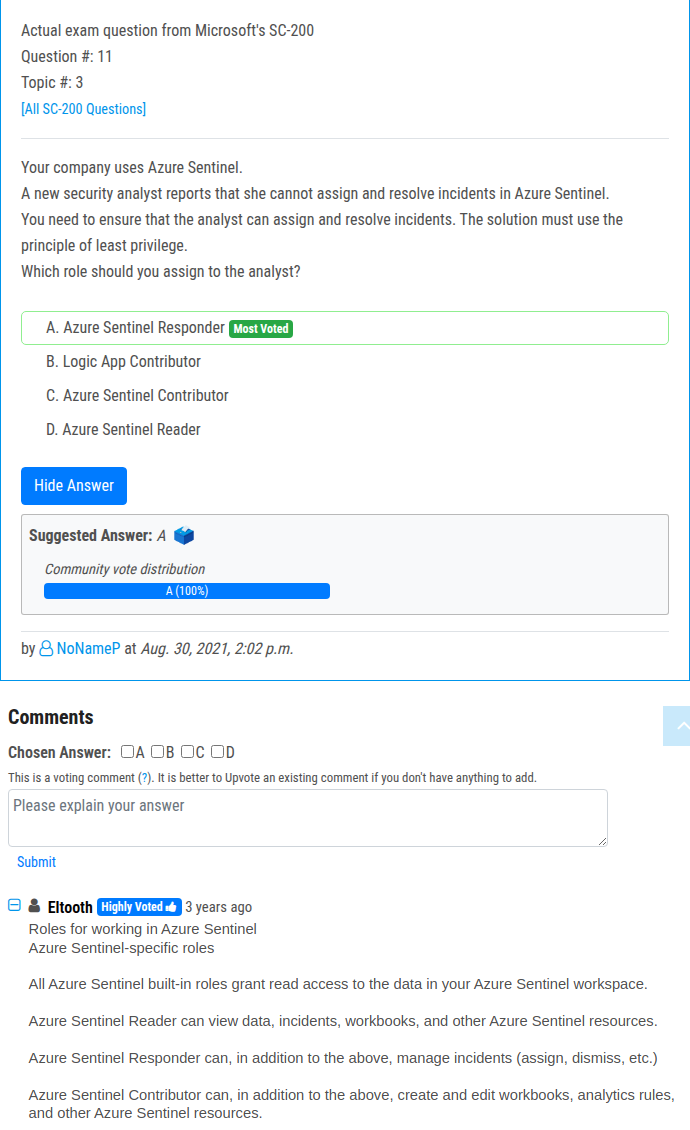 Actual exam question from Microsoft's SC-200
Question #: 11
Topic #: 3
[All SC-200 Questions]
Your company uses Azure Sentinel.
A new security analyst reports that she cannot assign and resolve incidents in Azure Sentinel.
You need to ensure that the analyst can assign and resolve incidents. The solution must use the
principle of least privilege.
Which role should you assign to the analyst?
A. Azure Sentinel Responder Most Voted
B. Logic App Contributor
C. Azure Sentinel Contributor
D. Azure Sentinel Reader
Hide Answer
Suggested Answer: A
Community vote distribution
A (100%)
by NoNameP at Aug. 30, 2021, 2:02 p.m.
Comments
Chosen Answer: A B C D
This is a voting comment (?). It is better to Upvote an existing comment if you don't have anything to add.
Please explain your answer
Submit
Eltooth Highly Voted 3 years ago
Roles for working in Azure Sentinel
Azure Sentinel-specific roles
All Azure Sentinel built-in roles grant read access to the data in your Azure Sentinel workspace.
Azure Sentinel Reader can view data, incidents, workbooks, and other Azure Sentinel resources.
Azure Sentinel Responder can, in addition to the above, manage incidents (assign, dismiss, etc.)
Azure Sentinel Contributor can, in addition to the above, create and edit workbooks, analytics rules,
and other Azure Sentinel resources.